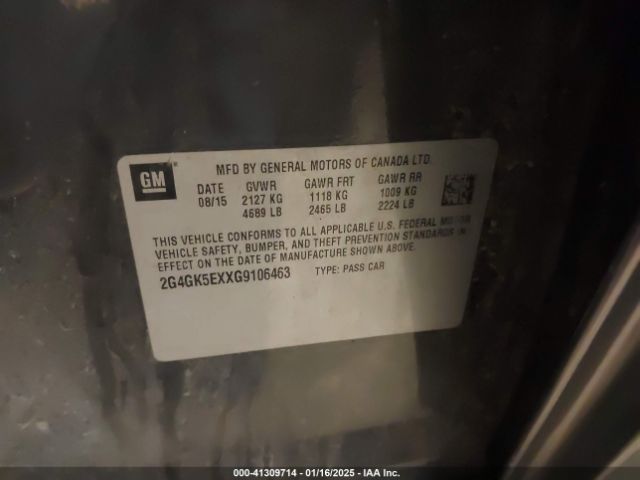 GM
MFD BY GENERAL MOTORS OF CANADA LTD.
DATE GVWR GAWR FRT GAWR RR
08/15 2127 KG 1118 KG 1009 KG
4689 LB 2465 LB 2224 LB
THIS VEHICLE CONFORMS TO ALL APPLICABLE U.S. FEDERAL MOTOR
VEHICLE SAFETY, BUMPER, AND THEFT PREVENTION STANDARDS IN
EFFECT ON THE DATE OF MANUFACTURE SHOWN ABOVE.
2G4GK5EXXG9106463 TYPE: PASS CAR
000-41309714 - 01/16/2025 - IAA Inc.